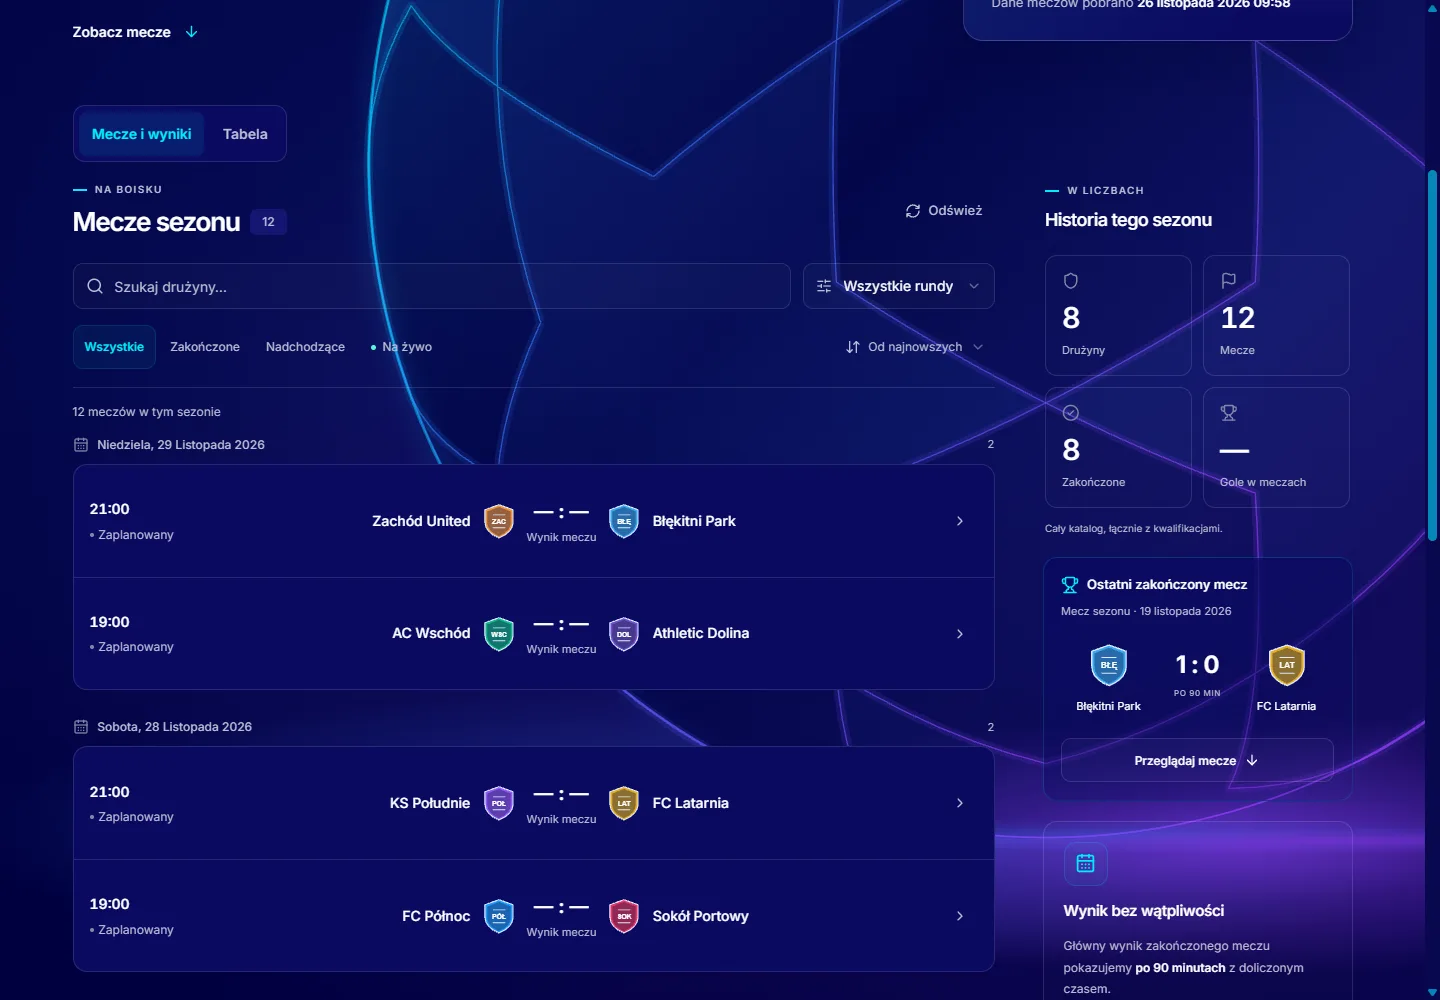 Dane meczów pobrano 26 listopada 2026 09:58
Zobacz mecze
Mecze i wyniki
Tabela
NA BOISKU
Mecze sezonu
12
Odśwież
Szukaj drużyny...
Wszystkie rundy
Wszystkie
Zakończone
Nadchodzące
Na żywo
Od najnowszych
12 meczów w tym sezonie
Niedziela, 29 Listopada 2026
2
21:00
Zaplanowany
Zachód United
ZAC
— : —
Wynik meczu
BŁĘ
Błękitni Park
19:00
Zaplanowany
AC Wschód
WSC
— : —
Wynik meczu
DOL
Athletic Dolina
Sobota, 28 Listopada 2026
2
21:00
Zaplanowany
KS Południe
POŁ
— : —
Wynik meczu
LAT
FC Latarnia
19:00
Zaplanowany
FC Północ
PÓŁ
— : —
Wynik meczu
SOK
Sokół Portowy
W LICZBACH
Historia tego sezonu
8
Drużyny
12
Mecze
8
Zakończone
—
Gole w meczach
Cały katalog, łącznie z kwalifikacjami.
Ostatni zakończony mecz
Mecz sezonu · 19 listopada 2026
BŁĘ
1:0
LAT
PO 90 MIN
Błękitni Park
FC Latarnia
Przeglądaj mecze
Wynik bez wątpliwości
Główny wynik zakończonego meczu
pokazujemy po 90 minutach z doliczonym
czasem.